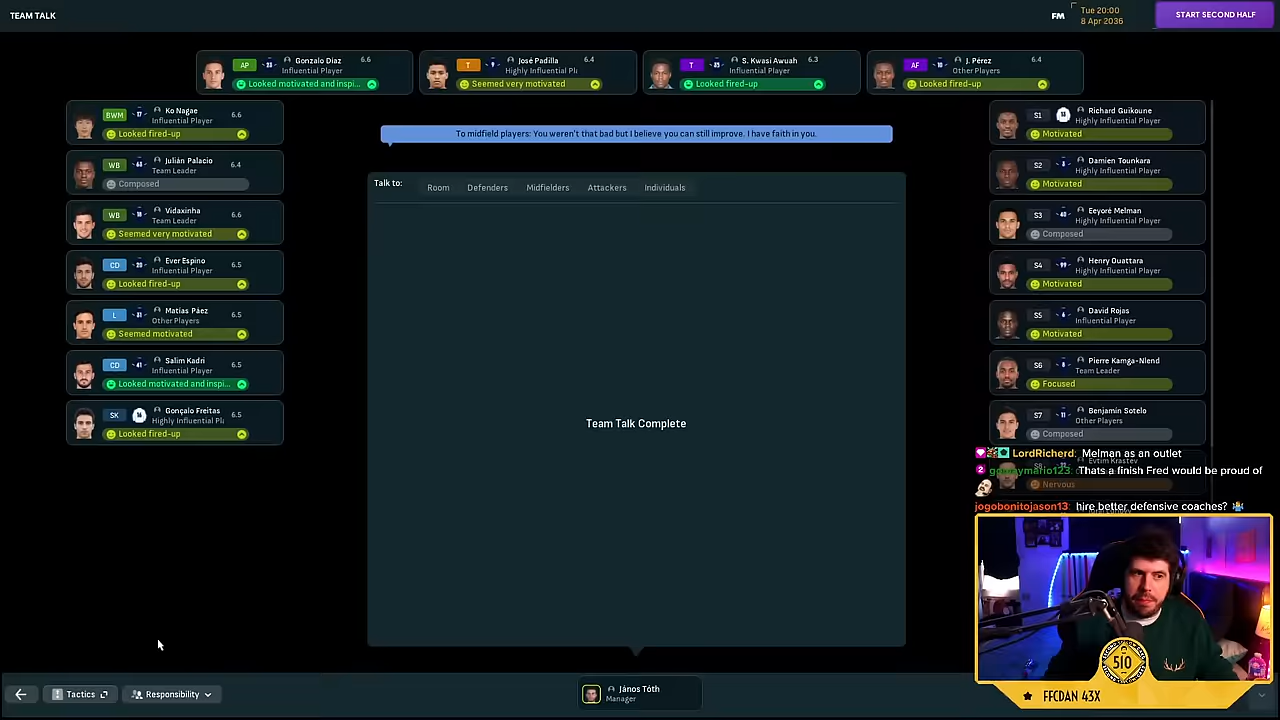 TEAM TALK
FM
Tue 20:00
8 Apr 2036
START SECOND HALF
AP
Gonzalo Díaz
6.6
Influential Player
Looked motivated and inspi...
T
José Padilla
6.4
Highly Influential Pl
Seemed very motivated
T
S. Kwasi Awuah
6.3
Influential Player
Looked fired-up
AF
J. Pérez
6.4
Other Players
Looked fired-up
BWM
Ko Nagae
6.6
Influential Player
Looked fired-up
WB
Julián Palacio
6.4
Team Leader
Composed
WB
Vidaxinha
6.6
Team Leader
Seemed very motivated
CD
Ever Espino
6.5
Influential Player
Looked fired-up
L
Matías Páez
6.5
Other Players
Seemed motivated
CD
Salim Kadri
6.5
Influential Player
Looked motivated and inspi...
SK
Gonçalo Freitas
6.5
Highly Influential Pl
Looked fired-up
To midfield players: You weren't that bad but I believe you can still improve. I have faith in you.
Talk to:
Room
Defenders
Midfielders
Attackers
Individuals
Team Talk Complete
S1
Richard Guikoune
Highly Influential Player
Motivated
S2
Damien Tounkara
Highly Influential Player
Motivated
S3
Eeyoré Melman
Highly Influential Player
Composed
S4
Henry Ouattara
Highly Influential Player
Motivated
S5
David Rojas
Influential Player
Motivated
S6
Pierre Kamga-Nlend
Team Leader
Focused
S7
Benjamín Sotelo
Other Players
Composed
Evtim Krastev
Nervous
LordRicherd: Melman as an outlet
Thats a finish Fred would be proud of
jogobonitojason13: hire better defensive coaches?
510
FFCDAN 43X
Tactics
Responsibility
János Tóth
Manager